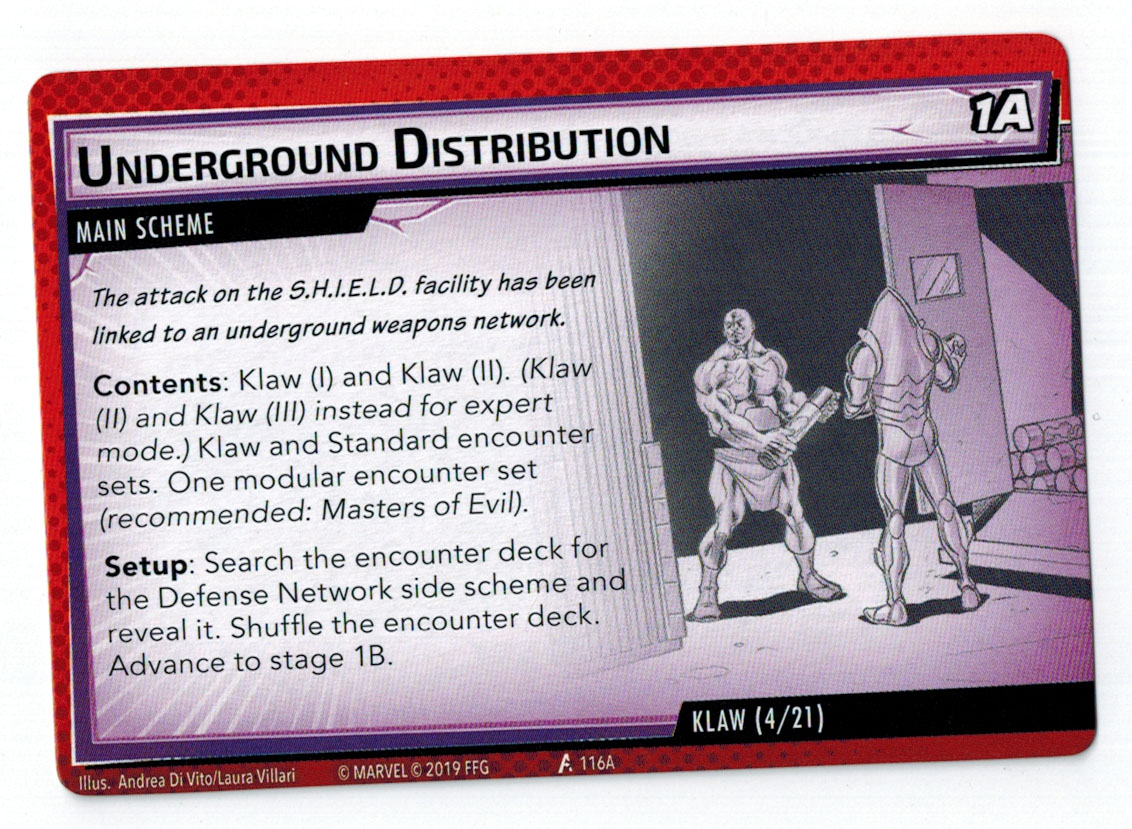 UNDERGROUND DISTRIBUTION
1A
MAIN SCHEME
The attack on the S.H.I.E.L.D. facility has been
linked to an underground weapons network.
Contents: Klaw (I) and Klaw (II). (Klaw
(II) and Klaw (III) instead for expert
mode.) Klaw and Standard encounter
sets. One modular encounter set
(recommended: Masters of Evil).
Setup: Search the encounter deck for
the Defense Network side scheme and
reveal it. Shuffle the encounter deck.
Advance to stage 1B.
KLAW (4/21)
Illus. Andrea Di Vito/Laura Villari
© MARVEL © 2019 FFG
116A